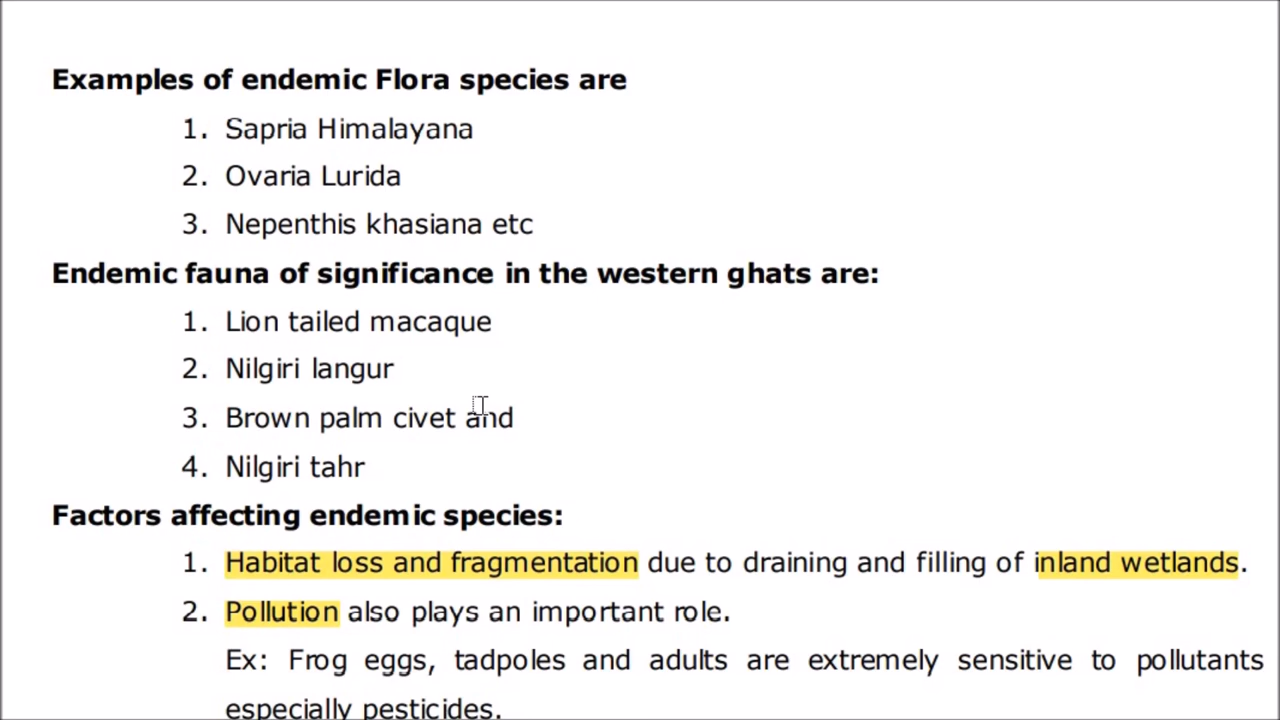 Examples of endemic Flora species are
1. Sapria Himalayana
2. Ovaria Lurida
3. Nepenthis khasiana etc
Endemic fauna of significance in the western ghats are:
1. Lion tailed macaque
2. Nilgiri langur
3. Brown palm civet and
4. Nilgiri tahr
Factors affecting endemic species:
1. Habitat loss and fragmentation due to draining and filling of inland wetlands.
2. Pollution also plays an important role.
Ex: Frog eggs, tadpoles and adults are extremely sensitive to pollutants
especially pesticides.